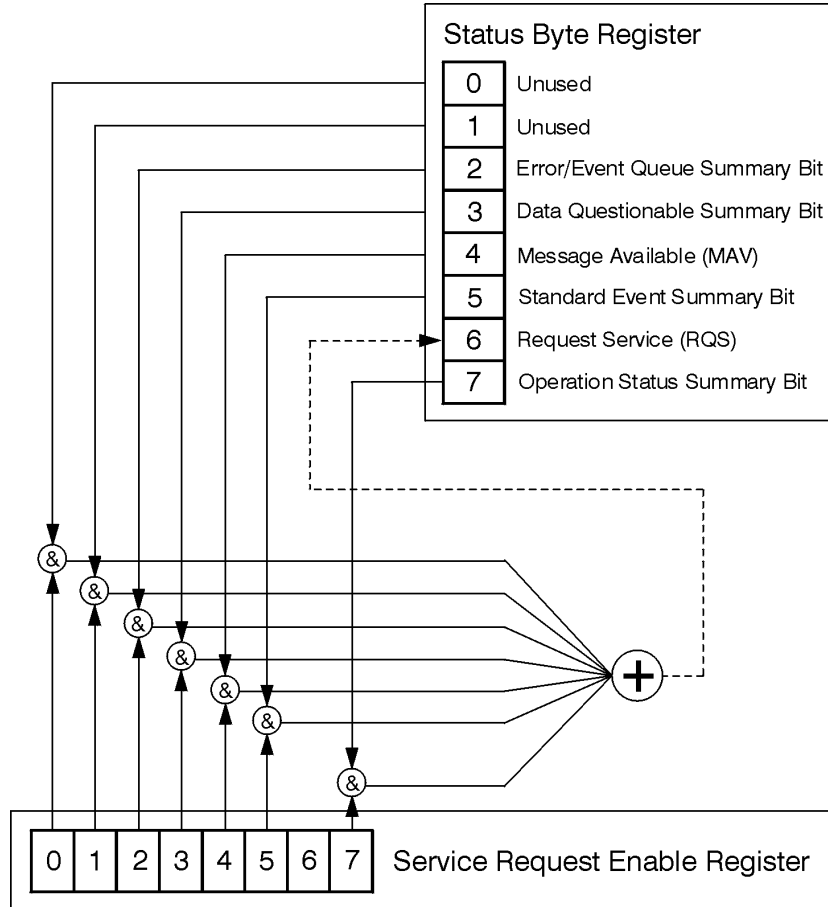 Status Byte Register
0 Unused
1 Unused
2 Error/Event Queue Summary Bit
3 Data Questionable Summary Bit
4 Message Available (MAV)
5 Standard Event Summary Bit
6 Request Service (RQS)
7 Operation Status Summary Bit
&
&
&
&
&
&
&
+
0 1 2 3 4 5 6 7 Service Request Enable Register